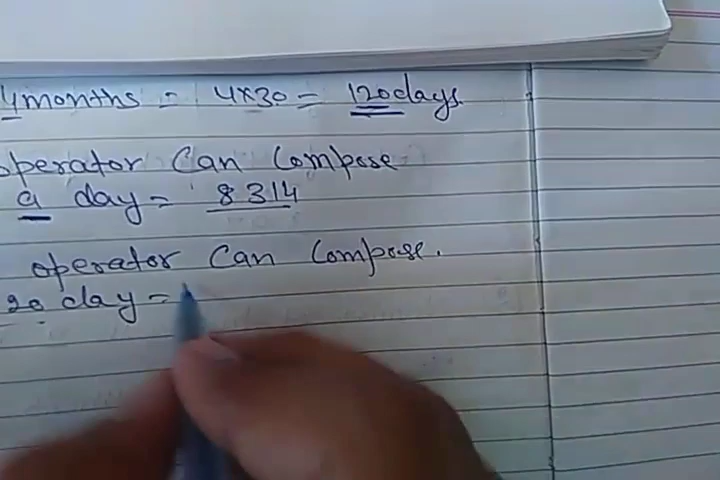 4months = 4x30 = 120days.
operator Can Compose
a day = 8314
operator Can Compose.
20 day =